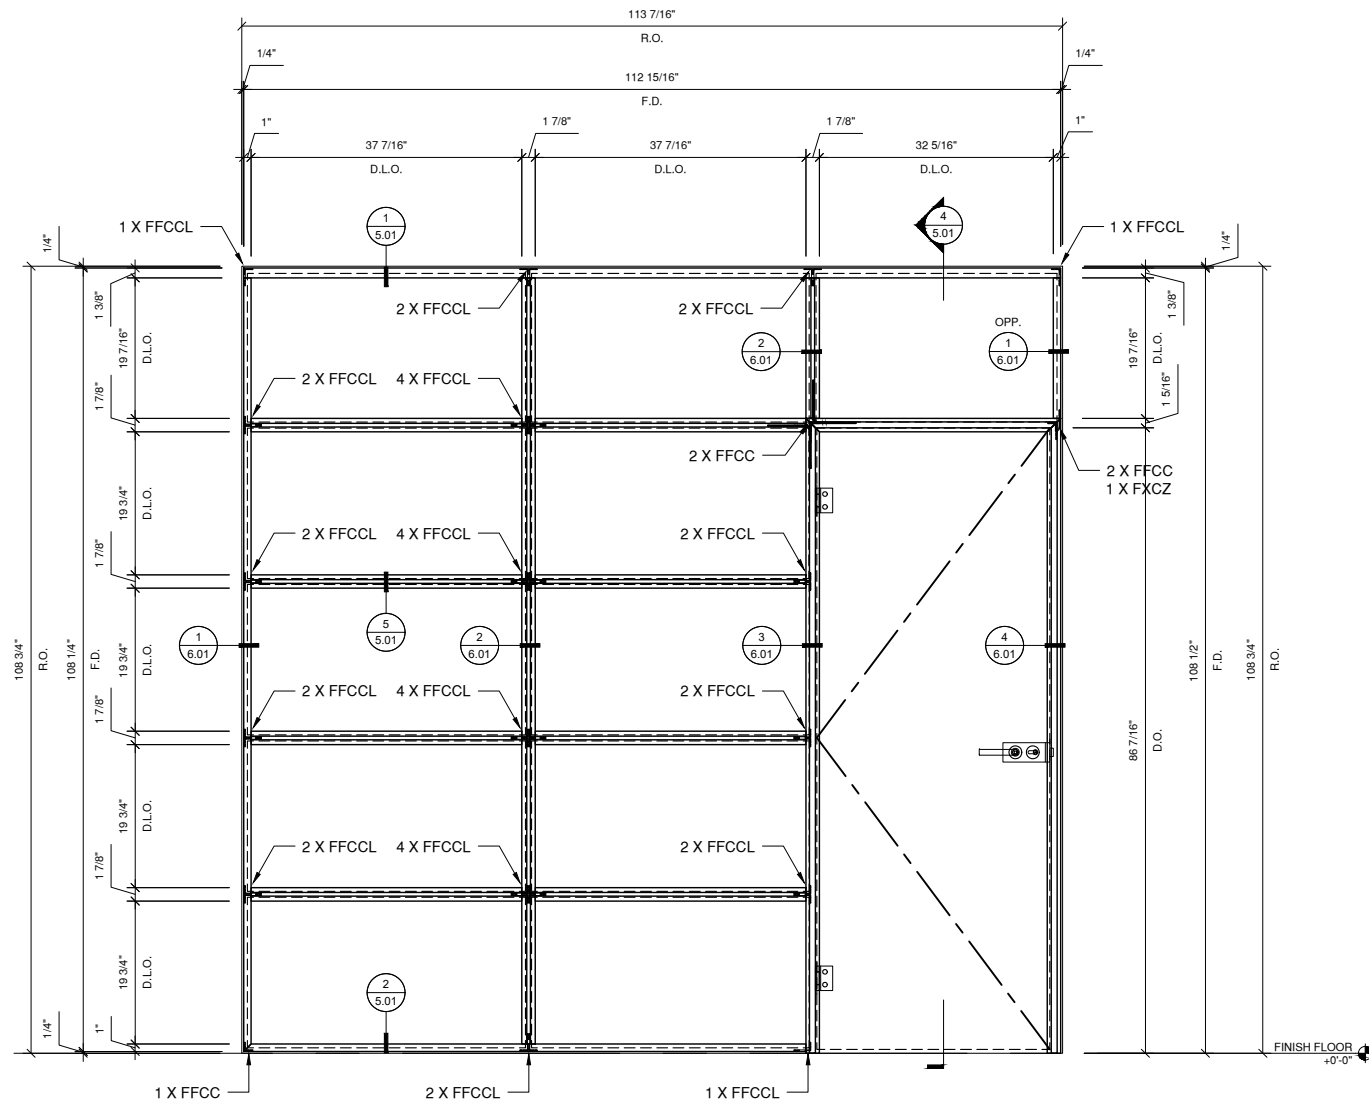 113 7/16"
R.O.
1/4"
1/4"
112 15/16"
F.D.
1"
1 7/8"
1 7/8"
1"
37 7/16"
37 7/16"
32 5/16"
D.L.O.
D.L.O.
D.L.O.
1 X FFCCL
1
5.01
4
5.01
1 X FFCCL
1/4"
1/4"
2 X FFCCL
2 X FFCCL
1 3/8"
1 3/8"
OPP.
2
6.01
1
6.01
19 7/16"
D.L.O.
19 7/16"
D.L.O.
2 X FFCCL
4 X FFCCL
1 7/8"
1 5/16"
2 X FFCC
2 X FFCC
1 X FXCZ
19 3/4"
D.L.O.
2 X FFCCL
4 X FFCCL
2 X FFCCL
1 7/8"
5
5.01
1
6.01
2
6.01
3
6.01
4
6.01
108 3/4"
R.O.
108 1/4"
F.D.
19 3/4"
D.L.O.
108 1/2"
F.D.
108 3/4"
R.O.
2 X FFCCL
4 X FFCCL
2 X FFCCL
1 7/8"
86 7/16"
D.O.
19 3/4"
D.L.O.
2 X FFCCL
4 X FFCCL
2 X FFCCL
1 7/8"
19 3/4"
D.L.O.
2
5.01
1/4"
1"
FINISH FLOOR
+0'-0"
1 X FFCC
2 X FFCCL
1 X FFCCL